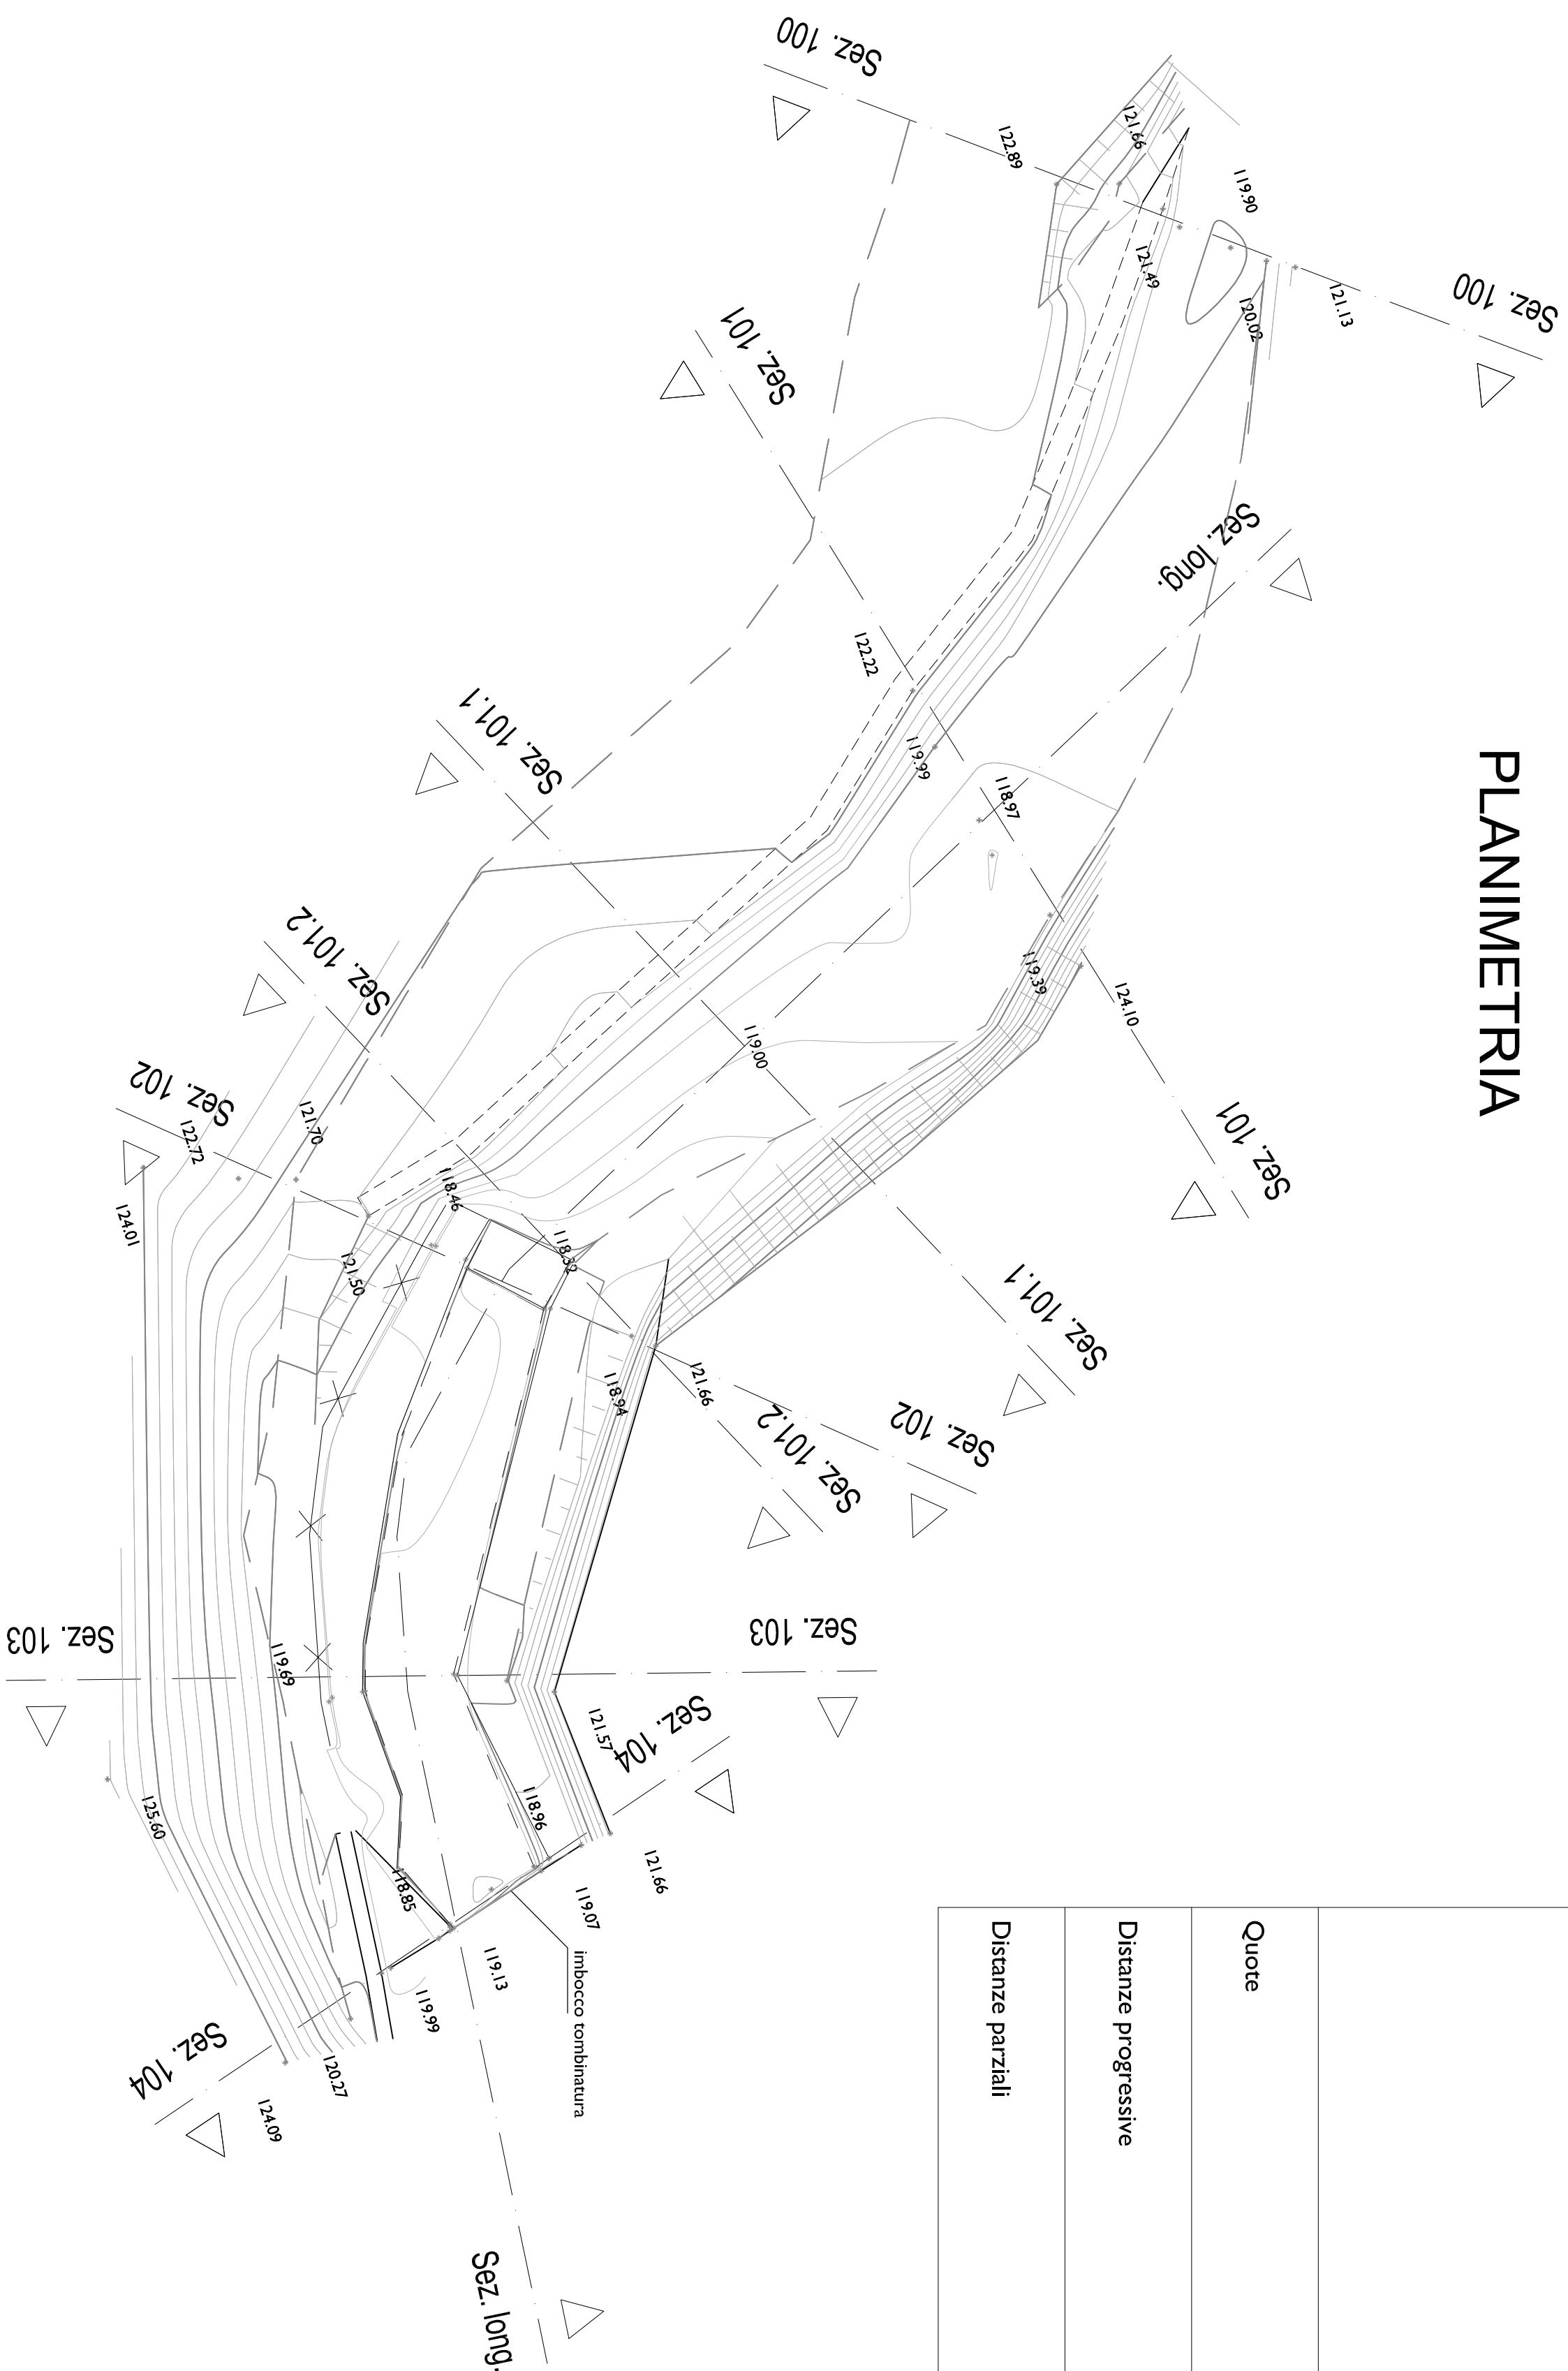 PLANIMETRIA
Sez. 100
122.89
121.66
119.90
121.49
120.02
121.13
Sez. 100
Sez. 101
Sez. long.
122.22
119.99
118.97
119.39
124.10
Sez. 101
Sez. 101.1
119.00
Sez. 101.1
Sez. 101.2
Sez. 102
122.72
121.70
124.01
118.46
121.50
118.32
118.94
121.66
Sez. 101.2
Sez. 102
Sez. 103
119.69
Sez. 103
121.57
Sez. 104
125.60
118.96
118.85
121.66
119.07
119.13
119.99
imbocco tombinatura
Sez. 104
120.27
124.09
Sez. long.
Quote
Distanze progressive
Distanze parziali